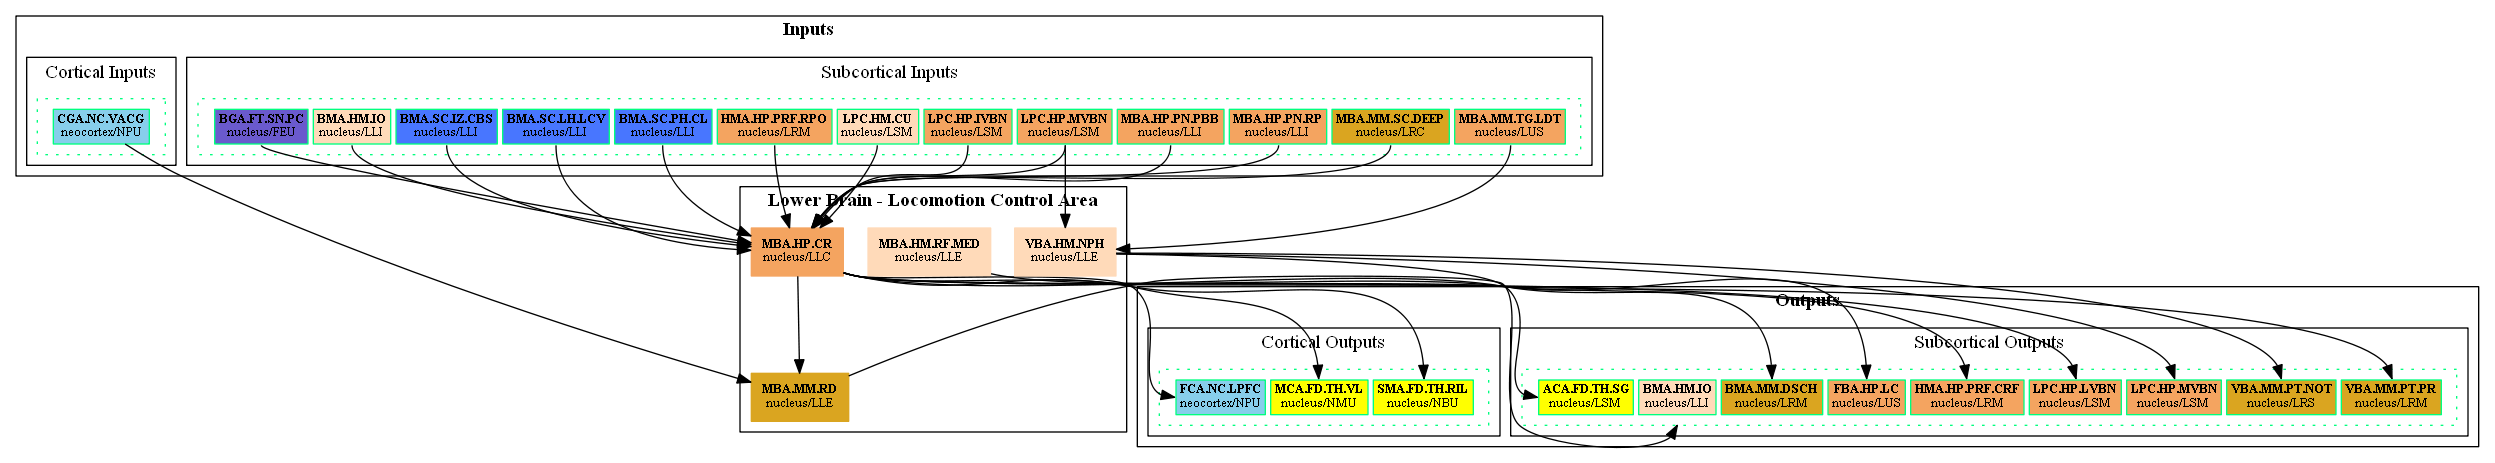 Inputs
Cortical Inputs
Subcortical Inputs
CGA.NC.VACG
neocortex/NPU
BGA.FT.SN.PC
nucleus/FEU
BMA.HM.IO
nucleus/LLI
BMA.SC.IZ.CBS
nucleus/LLI
BMA.SC.LH.LCV
nucleus/LLI
BMA.SC.PH.CL
nucleus/LLI
HMA.HP.PRF.RPO
nucleus/LRM
LPC.HM.CU
nucleus/LSM
LPC.HP.IVBN
nucleus/LSM
LPC.HP.MVBN
nucleus/LSM
MBA.HP.PN.PBB
nucleus/LLI
MBA.HP.PN.RP
nucleus/LLI
MBA.MM.SC.DEEP
nucleus/LRC
MBA.MM.TG.LDT
nucleus/LUS
Lower Brain - Locomotion Control Area
MBA.HP.CR
nucleus/LLC
MBA.HM.RF.MED
nucleus/LLE
VBA.HM.NPH
nucleus/LLE
MBA.MM.RD
nucleus/LLE
Outputs
Cortical Outputs
Subcortical Outputs
FCA.NC.LPFC
neocortex/NPU
MCA.FD.TH.VL
nucleus/NMU
SMA.FD.TH.RIL
nucleus/NBU
ACA.FD.TH.SG
nucleus/LSM
BMA.HM.IO
nucleus/LLI
BMA.MM.DSCH
nucleus/LRM
FBA.HP.LC
nucleus/LUS
HMA.HP.PRF.CRF
nucleus/LRM
LPC.HP.LVBN
nucleus/LSM
LPC.HP.MVBN
nucleus/LSM
VBA.MM.PT.NOT
nucleus/LRS
VBA.MM.PT.PR
nucleus/LRM